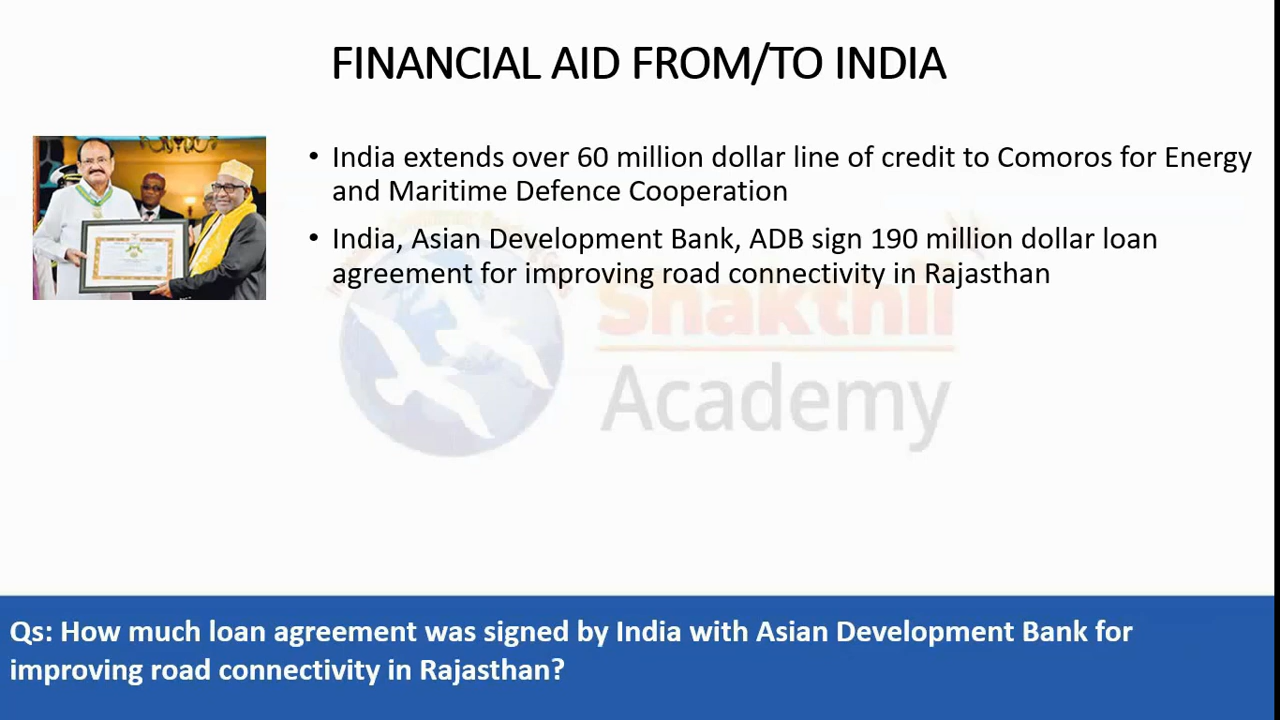 FINANCIAL AID FROM/TO INDIA
• India extends over 60 million dollar line of credit to Comoros for Energy
and Maritime Defence Cooperation
• India, Asian Development Bank, ADB sign 190 million dollar loan
agreement for improving road connectivity in Rajasthan
Shakthii
Academy
Qs: How much loan agreement was signed by India with Asian Development Bank for
improving road connectivity in Rajasthan?